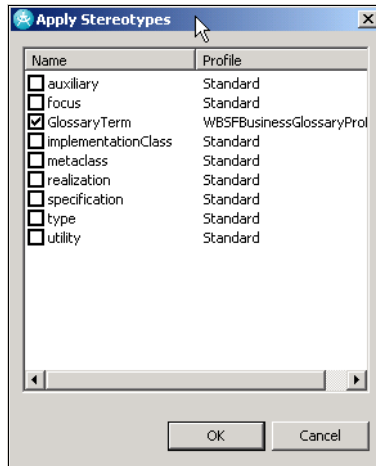 Apply Stereotypes
Name Profile
auxiliary Standard
focus Standard
GlossaryTerm WBSFBusinessGlossaryProf
implementationClass Standard
metaclass Standard
realization Standard
specification Standard
type Standard
utility Standard
OK Cancel